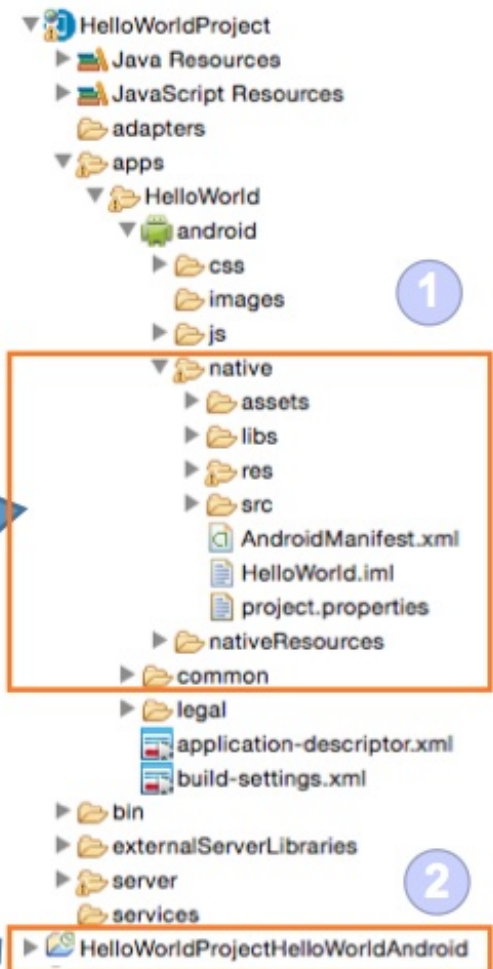 HelloWorldProject
Java Resources
JavaScript Resources
adapters
apps
HelloWorld
android
css
images
1
js
native
assets
libs
res
src
AndroidManifest.xml
HelloWorld.iml
project.properties
nativeResources
common
legal
application-descriptor.xml
build-settings.xml
bin
externalServerLibraries
server
2
services
HelloWorldProjectHelloWorldAndroid